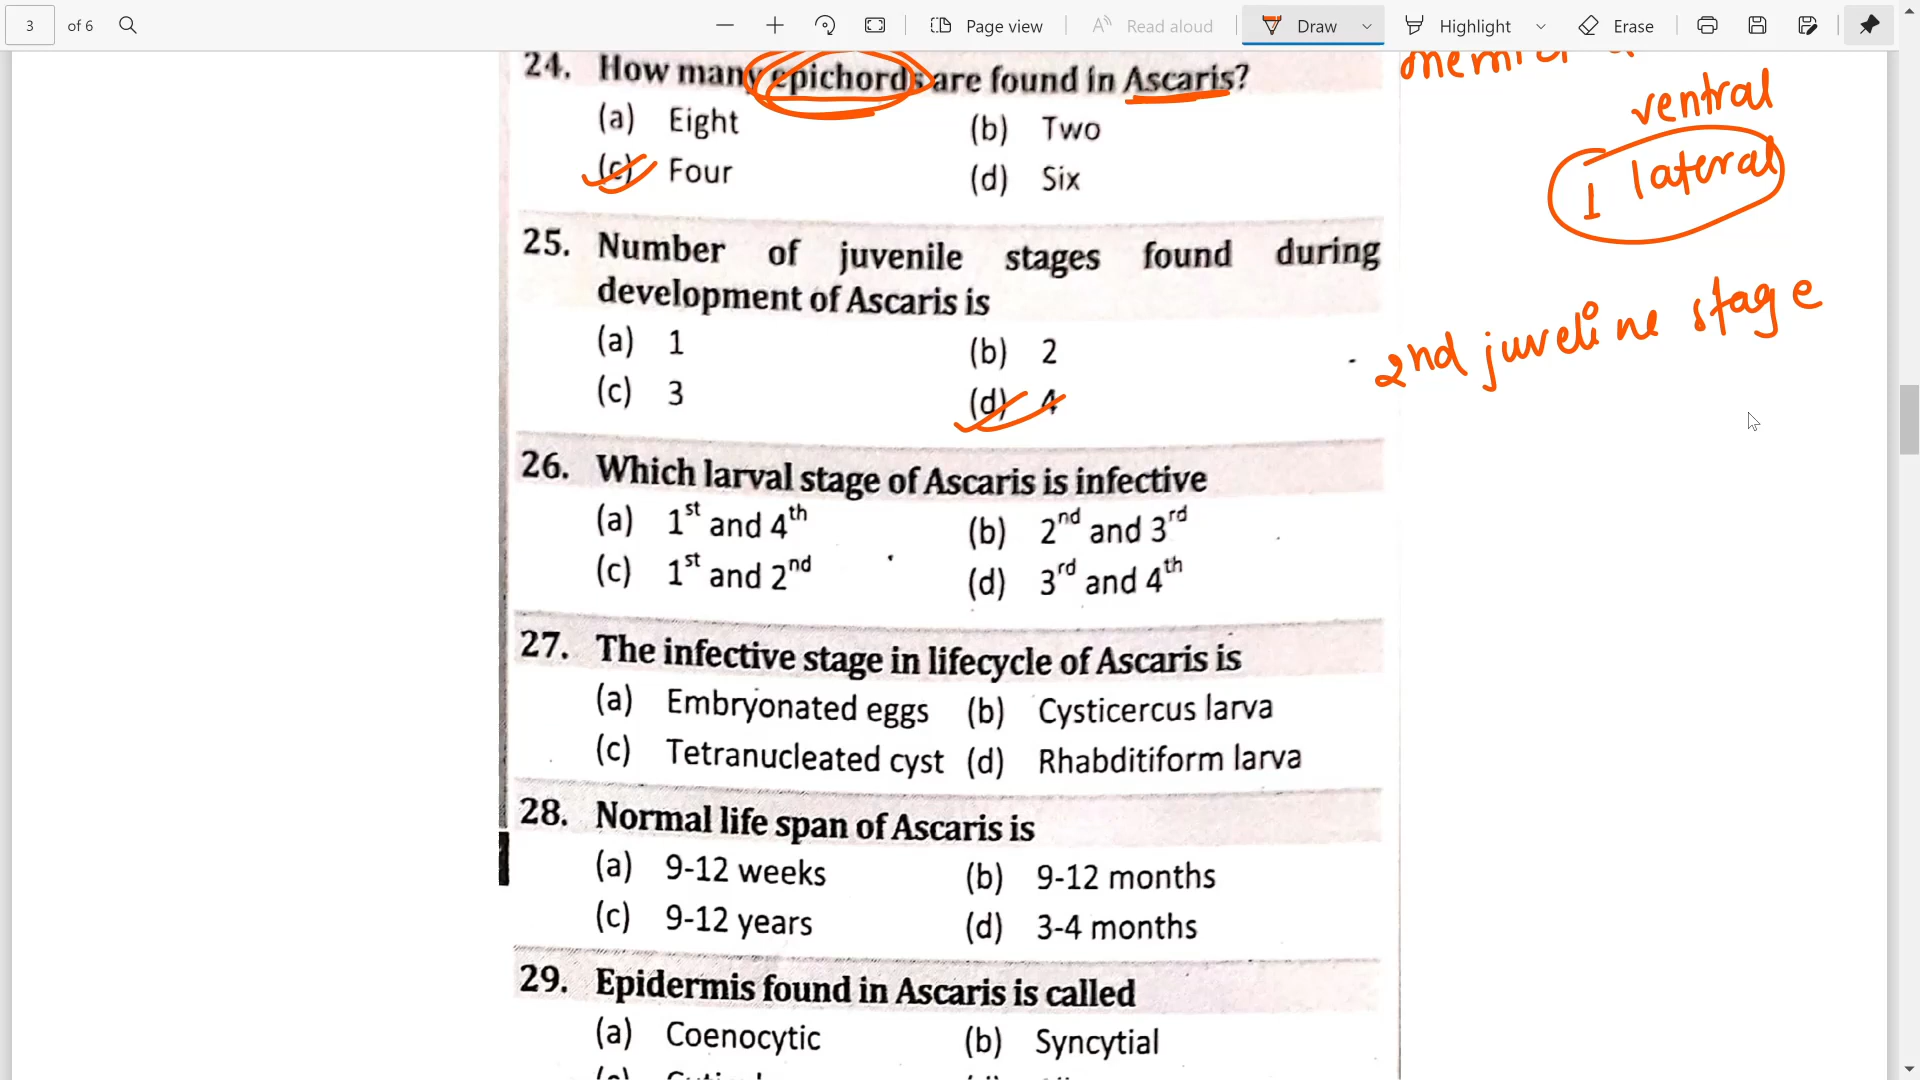 3 of 6 Page view Read aloud Draw Highlight Erase
24. How many epichords are found in Ascaris?
(a) Eight (b) Two
(c) Four (d) Six
ventral
1 lateral
25. Number of juvenile stages found during
development of Ascaris is
(a) 1 (b) 2
(c) 3 (d) 4
2nd juveline stage
26. Which larval stage of Ascaris is infective
(a) 1st and 4th (b) 2nd and 3rd
(c) 1st and 2nd (d) 3rd and 4th
27. The infective stage in lifecycle of Ascaris is
(a) Embryonated eggs (b) Cysticercus larva
(c) Tetranucleated cyst (d) Rhabditiform larva
28. Normal life span of Ascaris is
(a) 9-12 weeks (b) 9-12 months
(c) 9-12 years (d) 3-4 months
29. Epidermis found in Ascaris is called
(a) Coenocytic (b) Syncytial